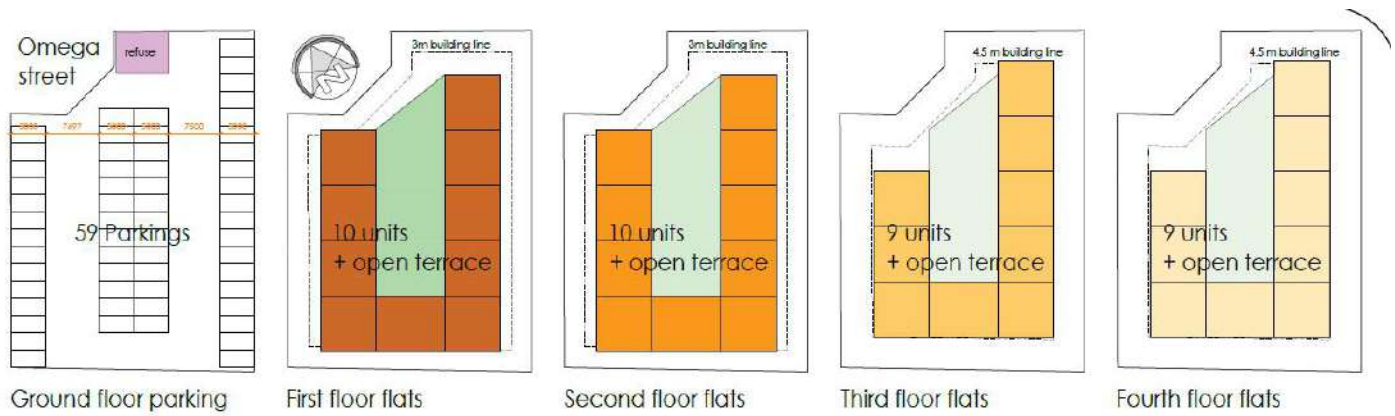 Omega
street
refuse
7500
59 Parkings
Ground floor parking
3m building line
10 units
+ open terrace
First floor flats
3m building line
10 units
+ open terrace
Second floor flats
4.5 m building line
9 units
+ open terrace
Third floor flats
4.5 m building line
9 units
+ open terrace
Fourth floor flats